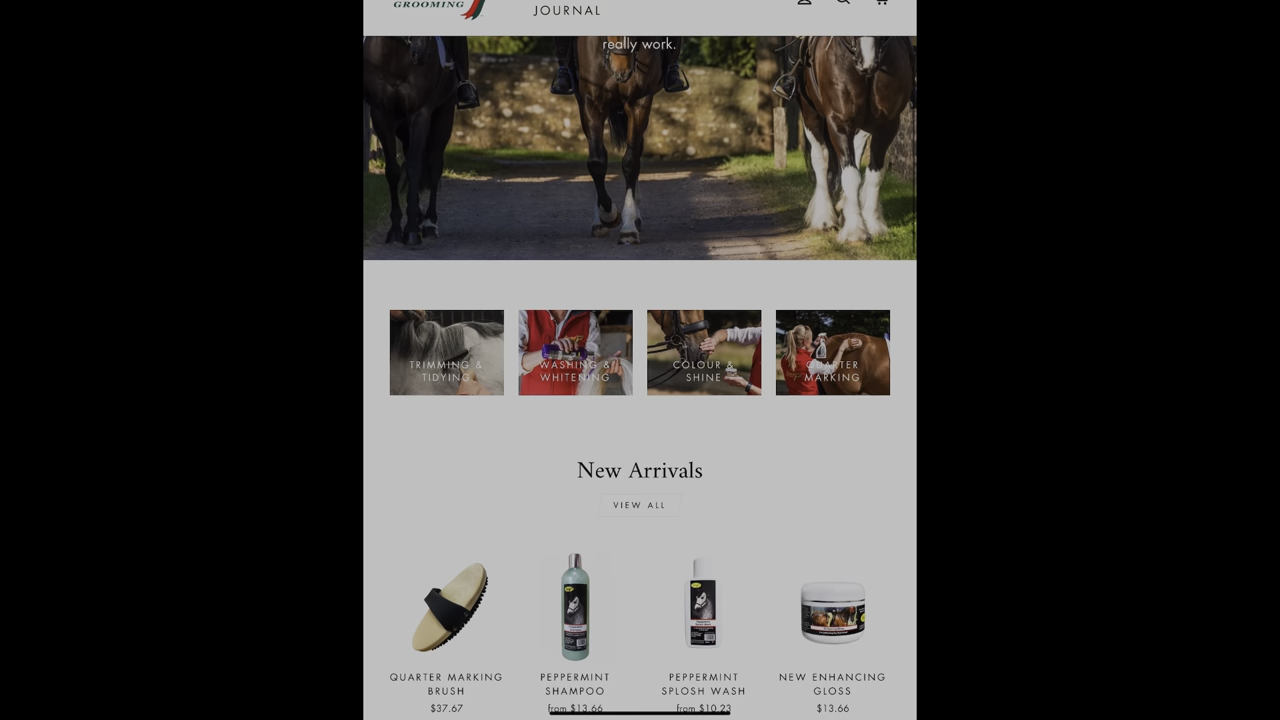 GROOMING
JOURNAL
really work.
TRIMMING &
TIDYING
WASHING &
WHITENING
COLOUR &
SHINE
QUARTER
MARKING
New Arrivals
VIEW ALL
QUARTER MARKING
BRUSH
$37.67
PEPPERMINT
SHAMPOO
from $13.66
PEPPERMINT
SPLOSH WASH
from $10.23
NEW ENHANCING
GLOSS
$13.66